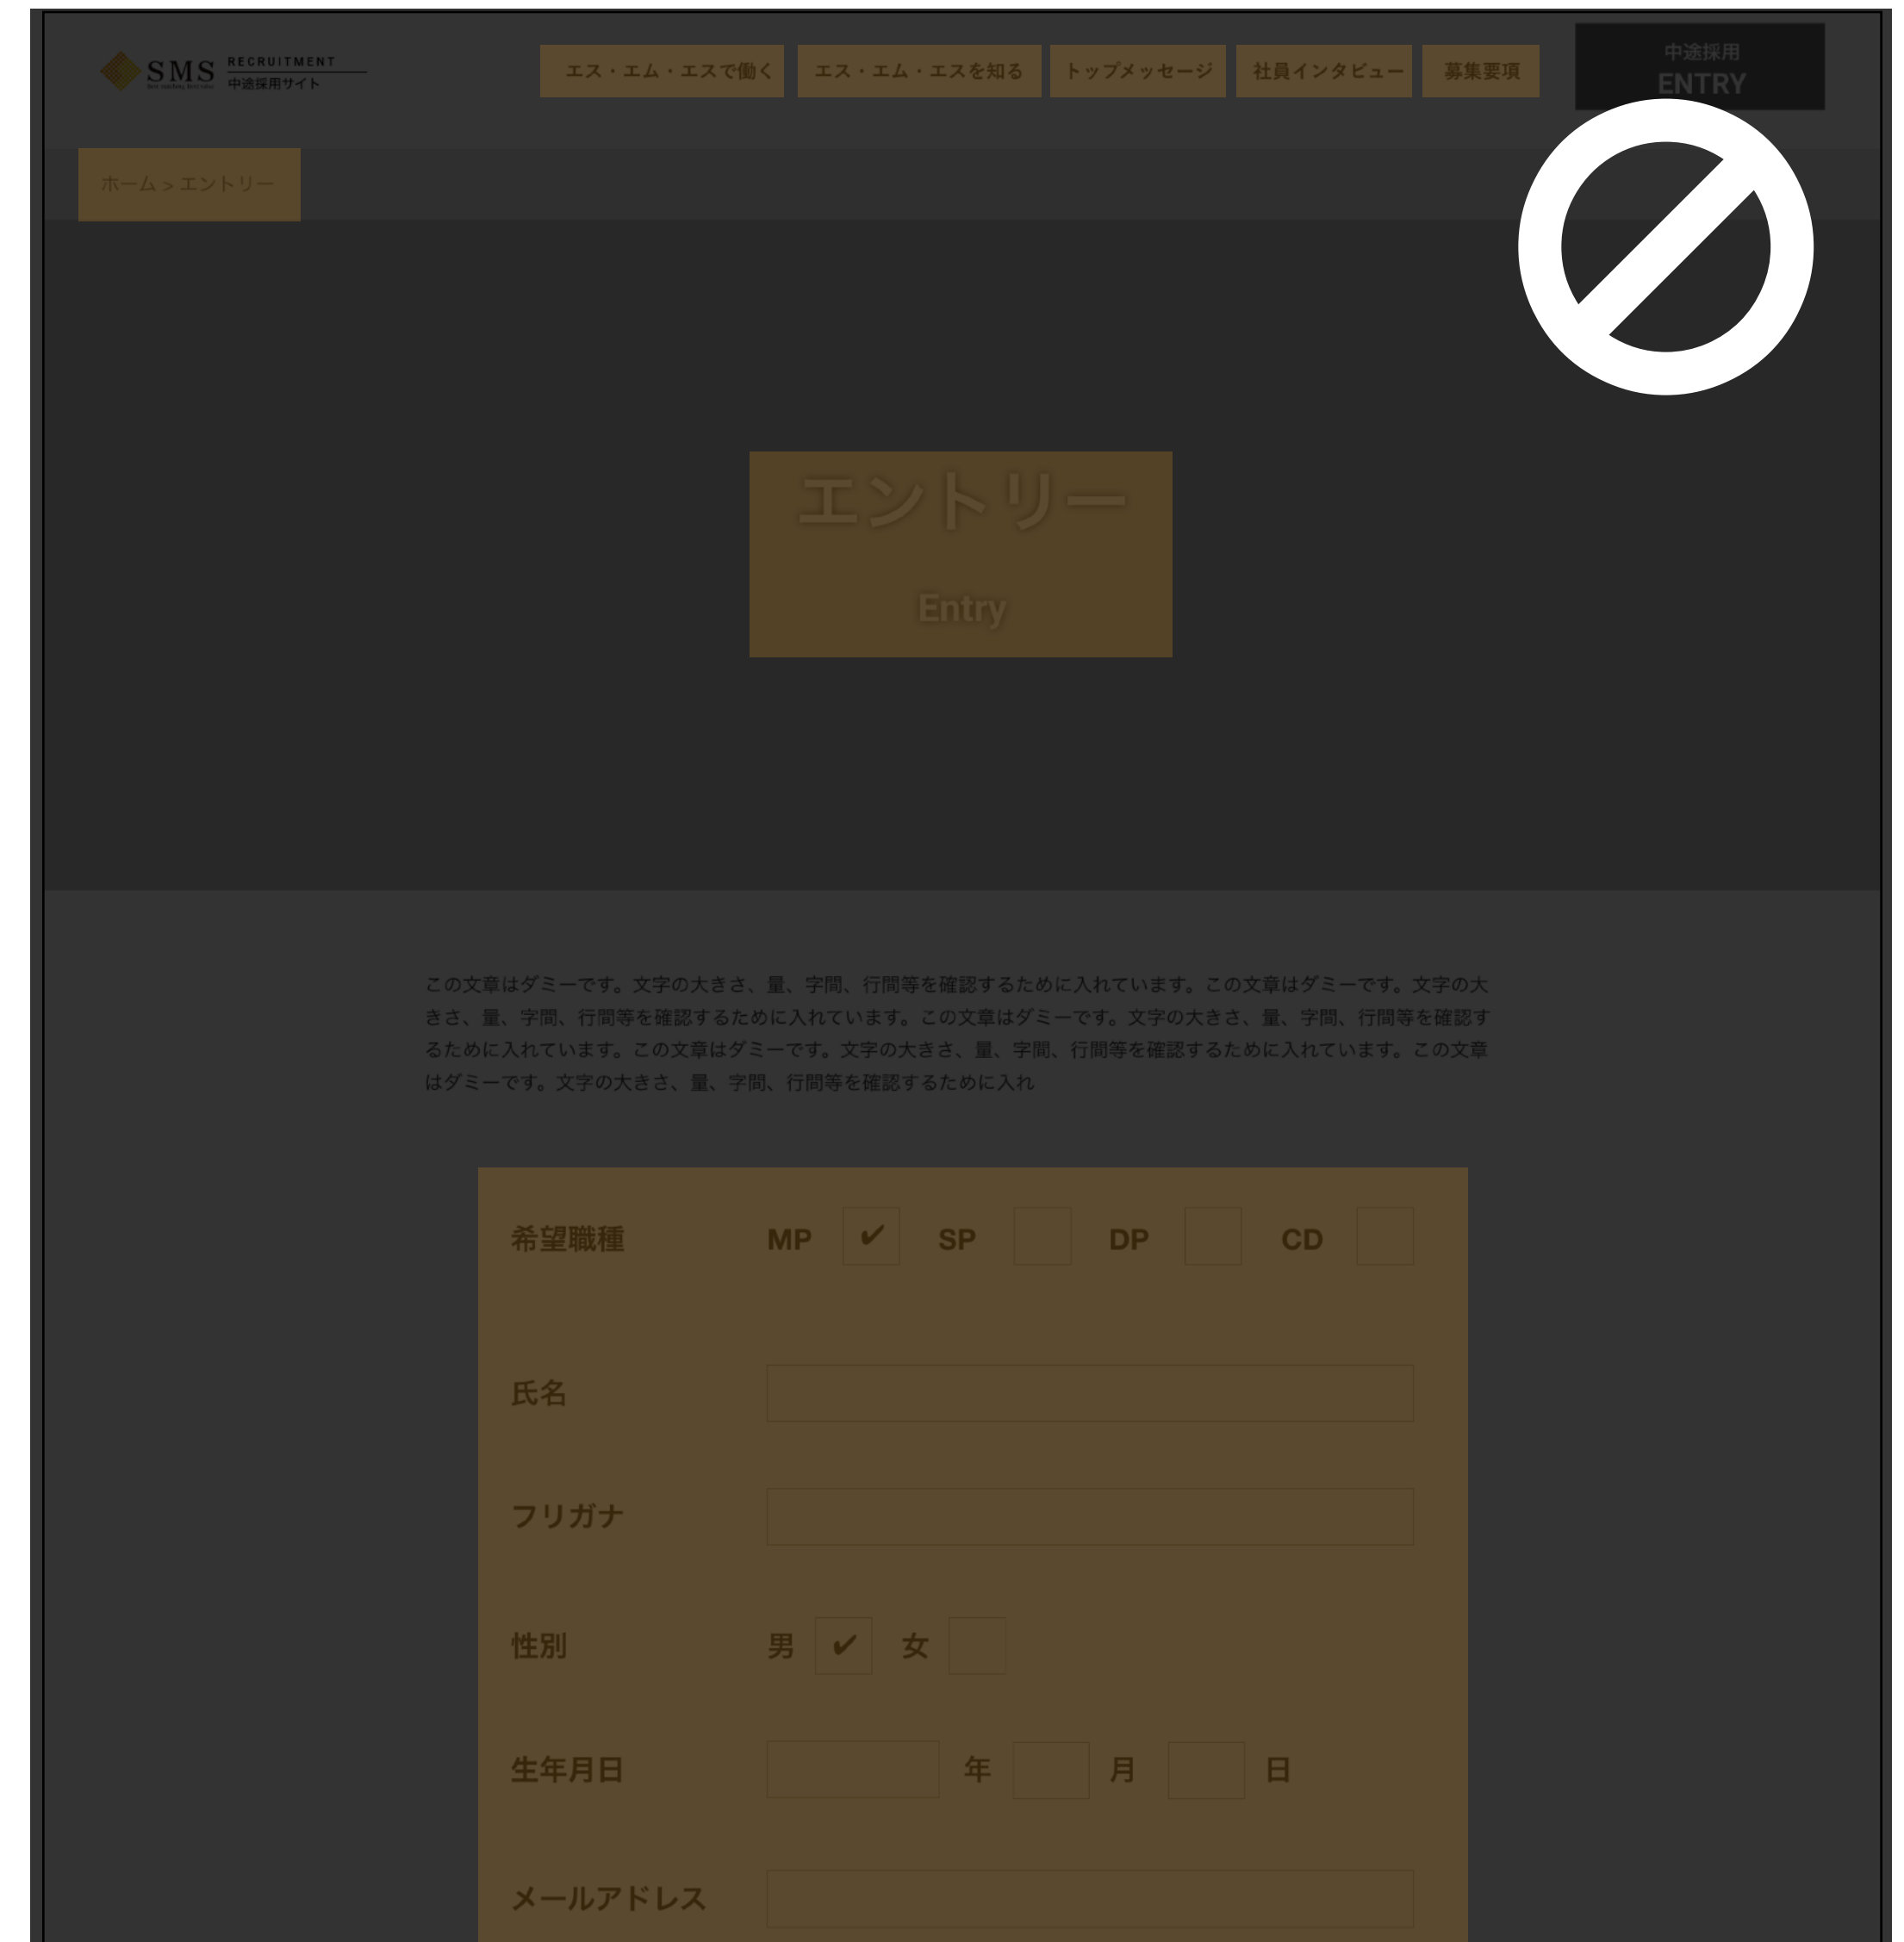 SMS
RECRUITMENT
中途採用サイト
エス・エム・エスで働く
エス・エム・エスを知る
トップメッセージ
社員インタビュー
募集要項
中途採用
ENTRY
ホーム > エントリー
エントリー
Entry
この文章はダミーです。文字の大きさ、量、字間、行間等を確認するために入れています。この文章はダミーです。文字の大
きさ、量、字間、行間等を確認するために入れています。この文章はダミーです。文字の大きさ、量、字間、行間等を確認す
るために入れています。この文章はダミーです。文字の大きさ、量、字間、行間等を確認するために入れています。この文章
はダミーです。文字の大きさ、量、字間、行間等を確認するために入れ
希望職種 MP ✔ SP DP CD
氏名
フリガナ
性別 男 ✔ 女
生年月日 年 月 日
メールアドレス